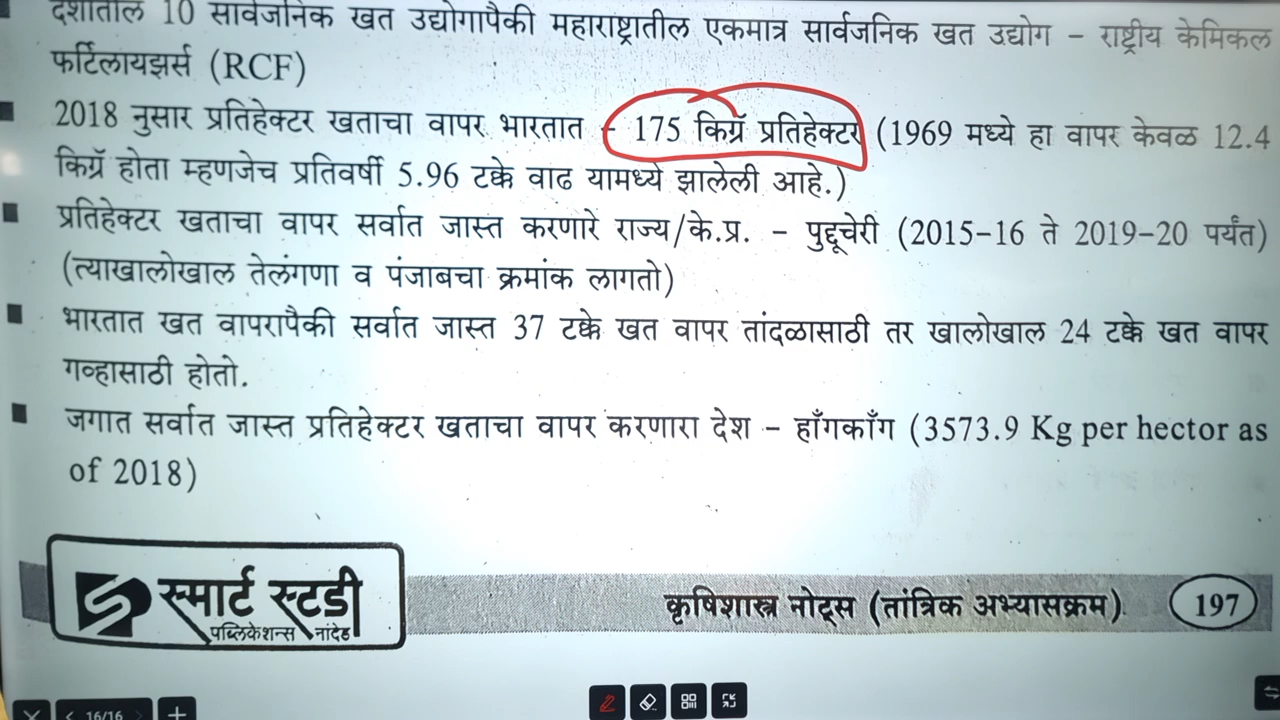 देशातील 10 सार्वजनिक खत उद्योगापैकी महाराष्ट्रातील एकमात्र सार्वजनिक खत उद्योग – राष्ट्रीय केमिकल
फर्टिलायझर्स (RCF)
2018 नुसार प्रतिहेक्टर खताचा वापर भारतात – 175 किग्रॅ प्रतिहेक्टर (1969 मध्ये हा वापर केवळ 12.4
किग्रॅ होता म्हणजेच प्रतिवर्षी 5.96 टक्के वाढ यामध्ये झालेली आहे.)
प्रतिहेक्टर खताचा वापर सर्वात जास्त करणारे राज्य/के.प्र. – पुद्दूचेरी (2015-16 ते 2019-20 पर्यंत)
(त्याखालोखाल तेलंगणा व पंजाबचा क्रमांक लागतो)
भारतात खत वापरापैकी सर्वात जास्त 37 टक्के खत वापर तांदळासाठी तर खालोखाल 24 टक्के खत वापर
गव्हासाठी होतो.
जगात सर्वात जास्त प्रतिहेक्टर खताचा वापर करणारा देश – हाँगकाँग (3573.9 Kg per hector as
of 2018)
स्मार्ट स्टडी
पब्लिकेशन्स नांदेड
कृषिशास्त्र नोट्स (तांत्रिक अभ्यासक्रम)
197
16/16